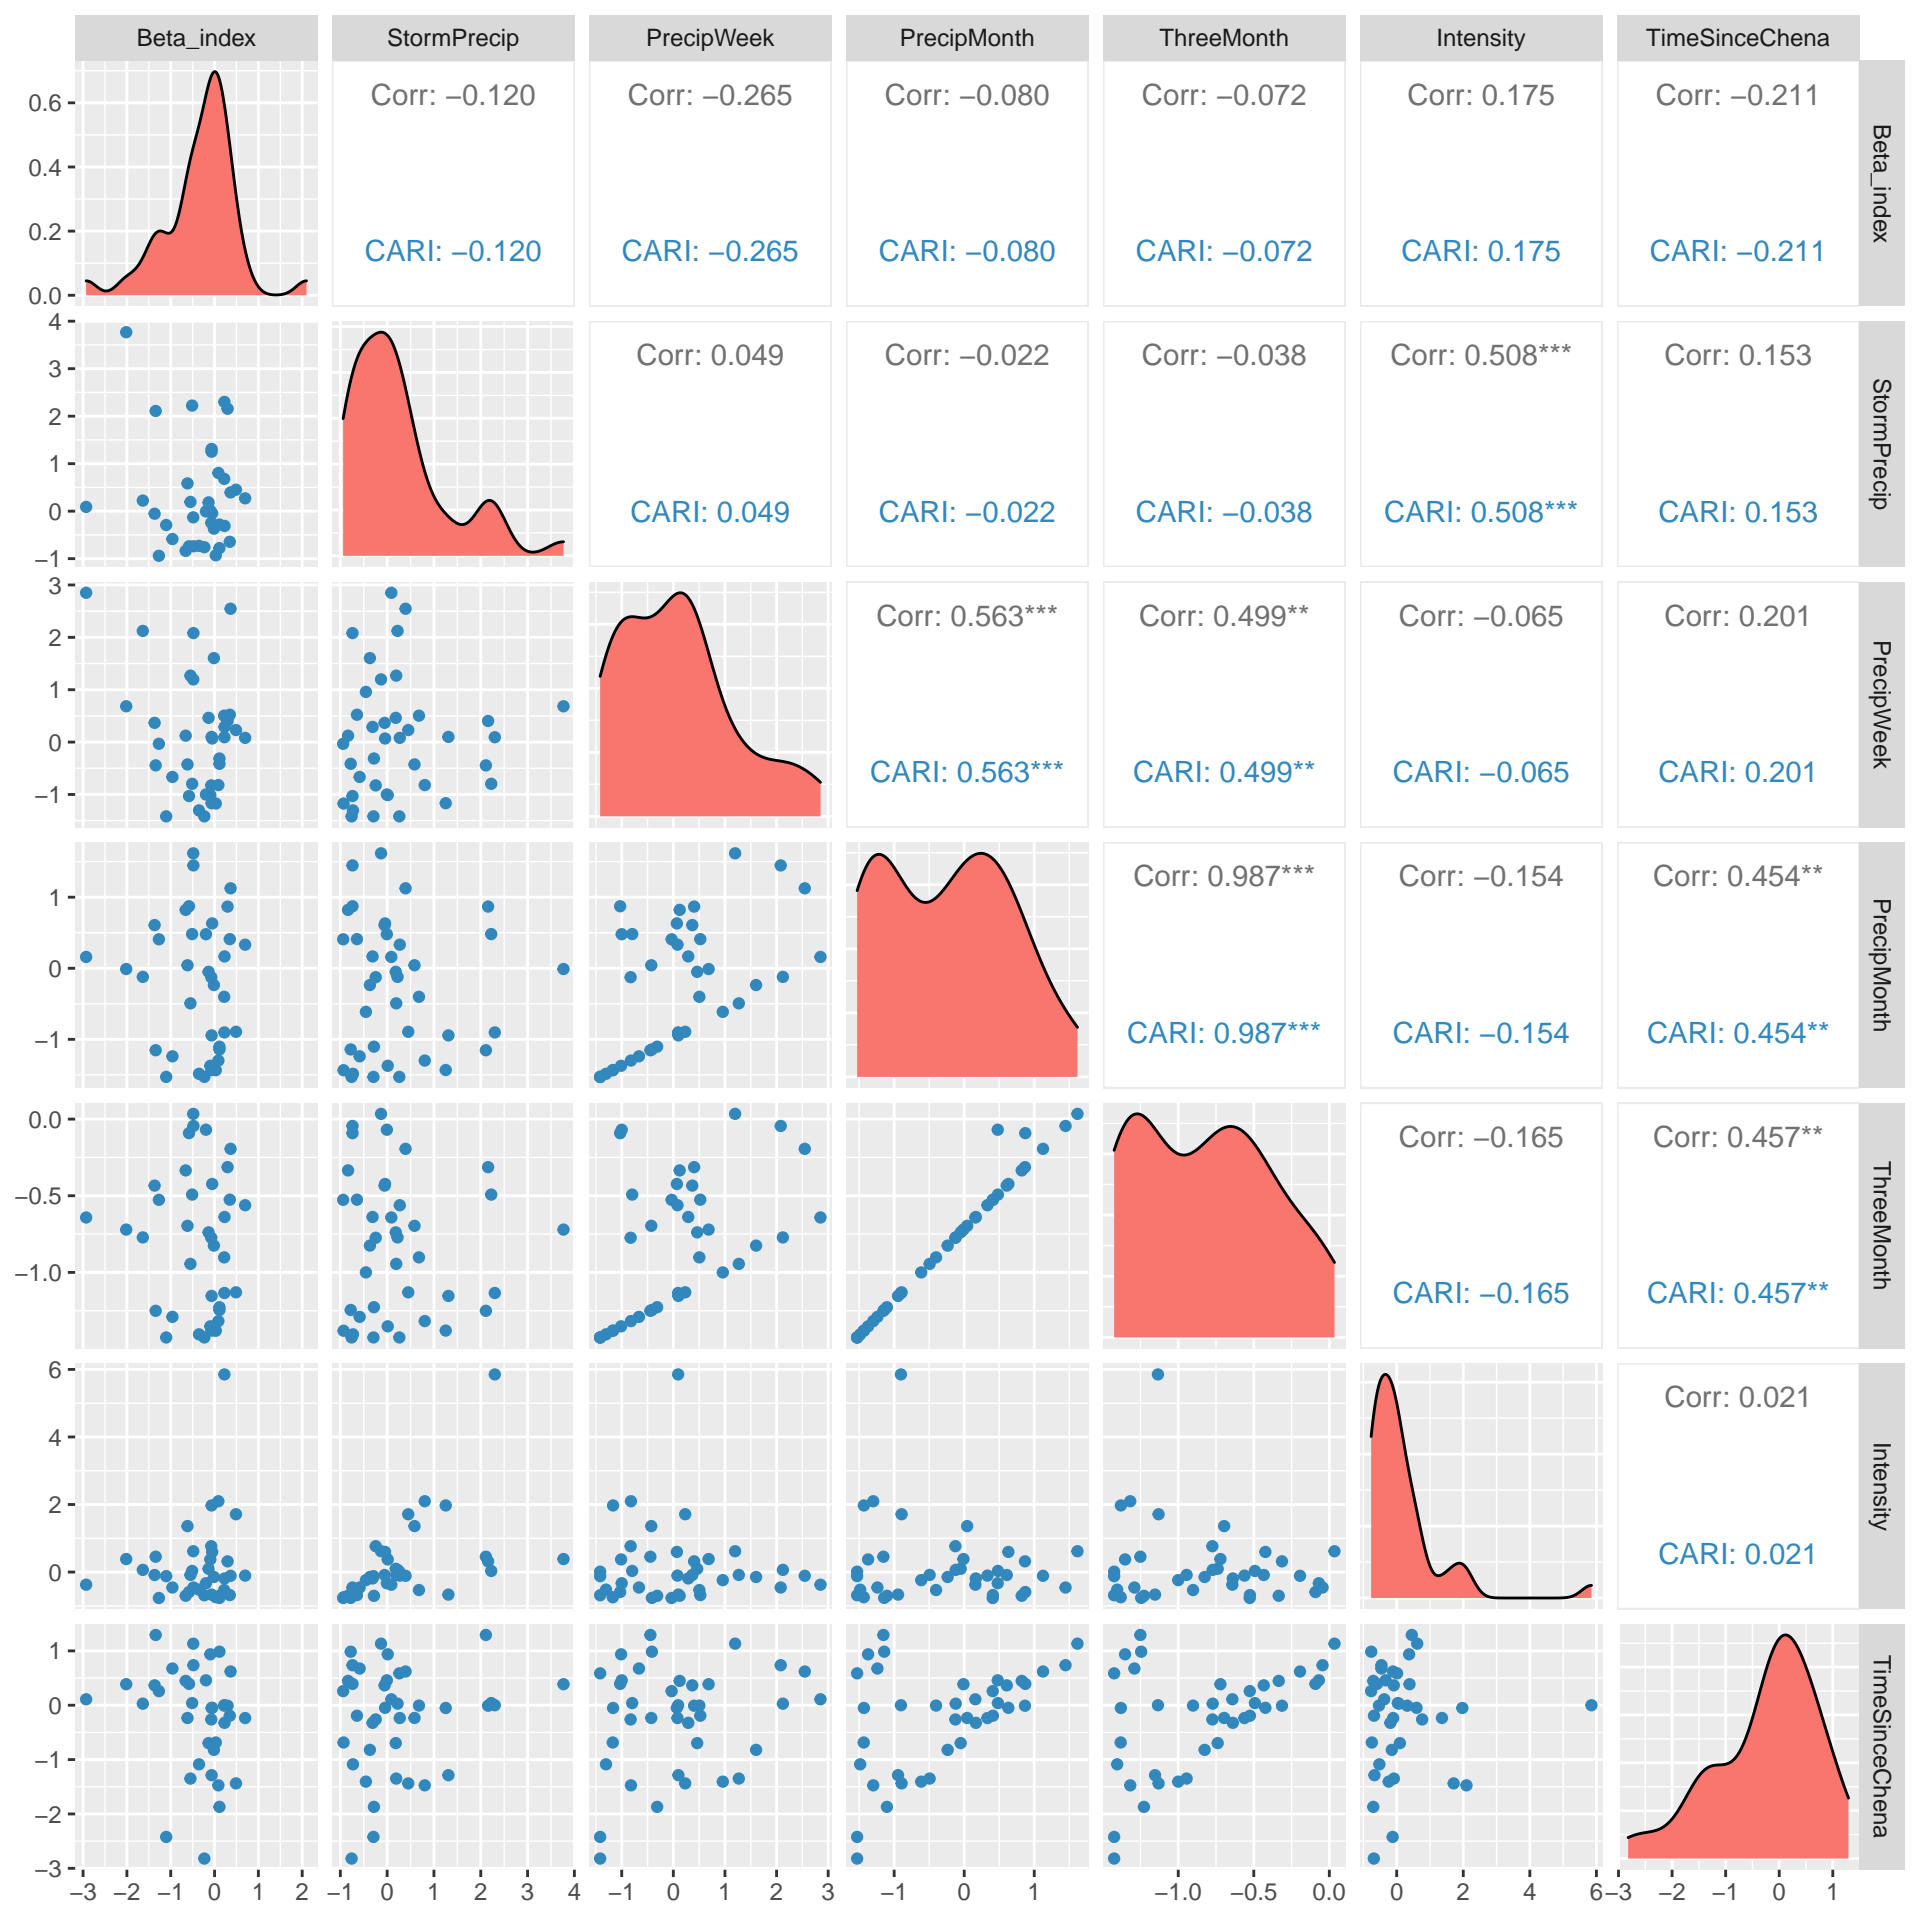 Beta_index StormPrecip PrecipWeek PrecipMonth ThreeMonth Intensity TimeSinceChena
Corr: −0.120 Corr: −0.265 Corr: −0.080 Corr: −0.072 Corr: 0.175 Corr: −0.211
CARI: −0.120 CARI: −0.265 CARI: −0.080 CARI: −0.072 CARI: 0.175 CARI: −0.211
Beta_index
0.6
0.4
0.2
0.0
Corr: 0.049 Corr: −0.022 Corr: −0.038 Corr: 0.508*** Corr: 0.153
CARI: 0.049 CARI: −0.022 CARI: −0.038 CARI: 0.508*** CARI: 0.153
StormPrecip
4
3
2
1
0
−1
Corr: 0.563*** Corr: 0.499** Corr: −0.065 Corr: 0.201
CARI: 0.563*** CARI: 0.499** CARI: −0.065 CARI: 0.201
PrecipWeek
3
2
1
0
−1
Corr: 0.987*** Corr: −0.154 Corr: 0.454**
CARI: 0.987*** CARI: −0.154 CARI: 0.454**
PrecipMonth
1
0
−1
Corr: −0.165 Corr: 0.457**
CARI: −0.165 CARI: 0.457**
ThreeMonth
0.0
−0.5
−1.0
Corr: 0.021
CARI: 0.021
Intensity
6
4
2
0
TimeSinceChena
1
0
−1
−2
−3
−3 −2 −1 0 1 2 −1 0 1 2 3 4 −1 0 1 2 3 −1 0 1 −1.0 −0.5 0.0 0 2 4 6 −3 −2 −1 0 1